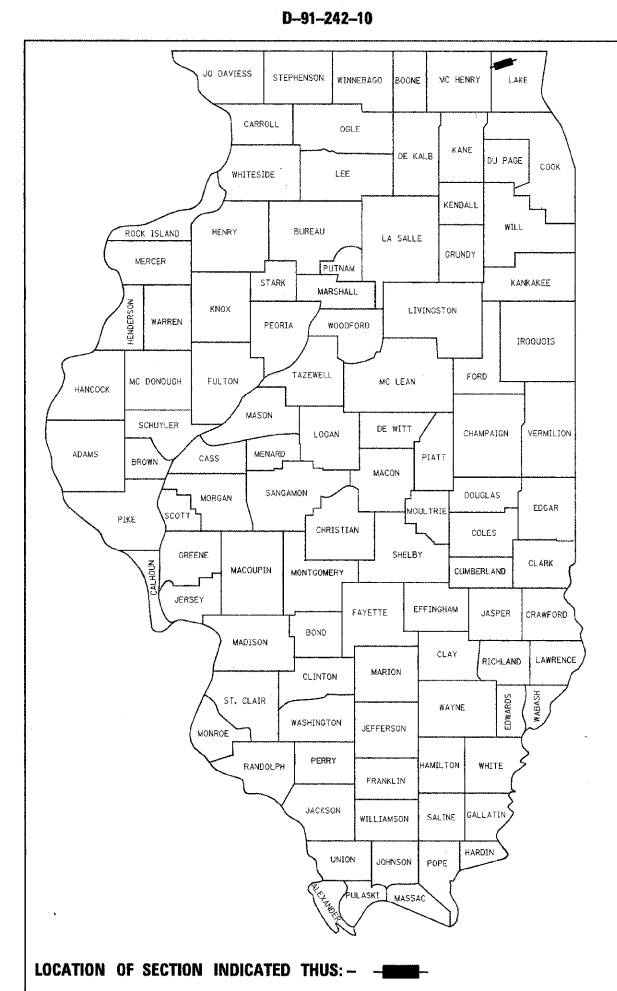 D-91-242-10
JO DAVIESS STEPHENSON WINNEBAGO BOONE MC HENRY LAKE
CARROLL OGLE
DE KALB KANE DU PAGE COOK
WHITESIDE LEE
KENDALL
ROCK ISLAND HENRY BUREAU LA SALLE WILL
MERCER GRUNDY
PUTNAM
STARK MARSHALL KANKAKEE
HENDERSON WARREN KNOX PEORIA WOODFORD LIVINGSTON IROQUOIS
HANCOCK MC DONOUGH FULTON TAZEWELL MC LEAN FORD
MASON
SCHUYLER LOGAN DE WITT CHAMPAIGN VERMILION
ADAMS BROWN CASS MENARD PIATT
MACON
MORGAN SANGAMON DOUGLAS
PIKE SCOTT MOULTRIE EDGAR
CHRISTIAN COLES
CALHOUN GREENE MACOUPIN MONTGOMERY SHELBY CUMBERLAND CLARK
JERSEY FAYETTE EFFINGHAM JASPER CRAWFORD
MADISON BOND
CLAY RICHLAND LAWRENCE
CLINTON MARION
ST. CLAIR WAYNE EDWARDS WABASH
WASHINGTON JEFFERSON
MONROE
RANDOLPH PERRY HAMILTON WHITE
FRANKLIN
JACKSON WILLIAMSON SALINE GALLATIN
UNION JOHNSON POPE HARDIN
ALEXANDER PULASKI MASSAC
LOCATION OF SECTION INDICATED THUS: -